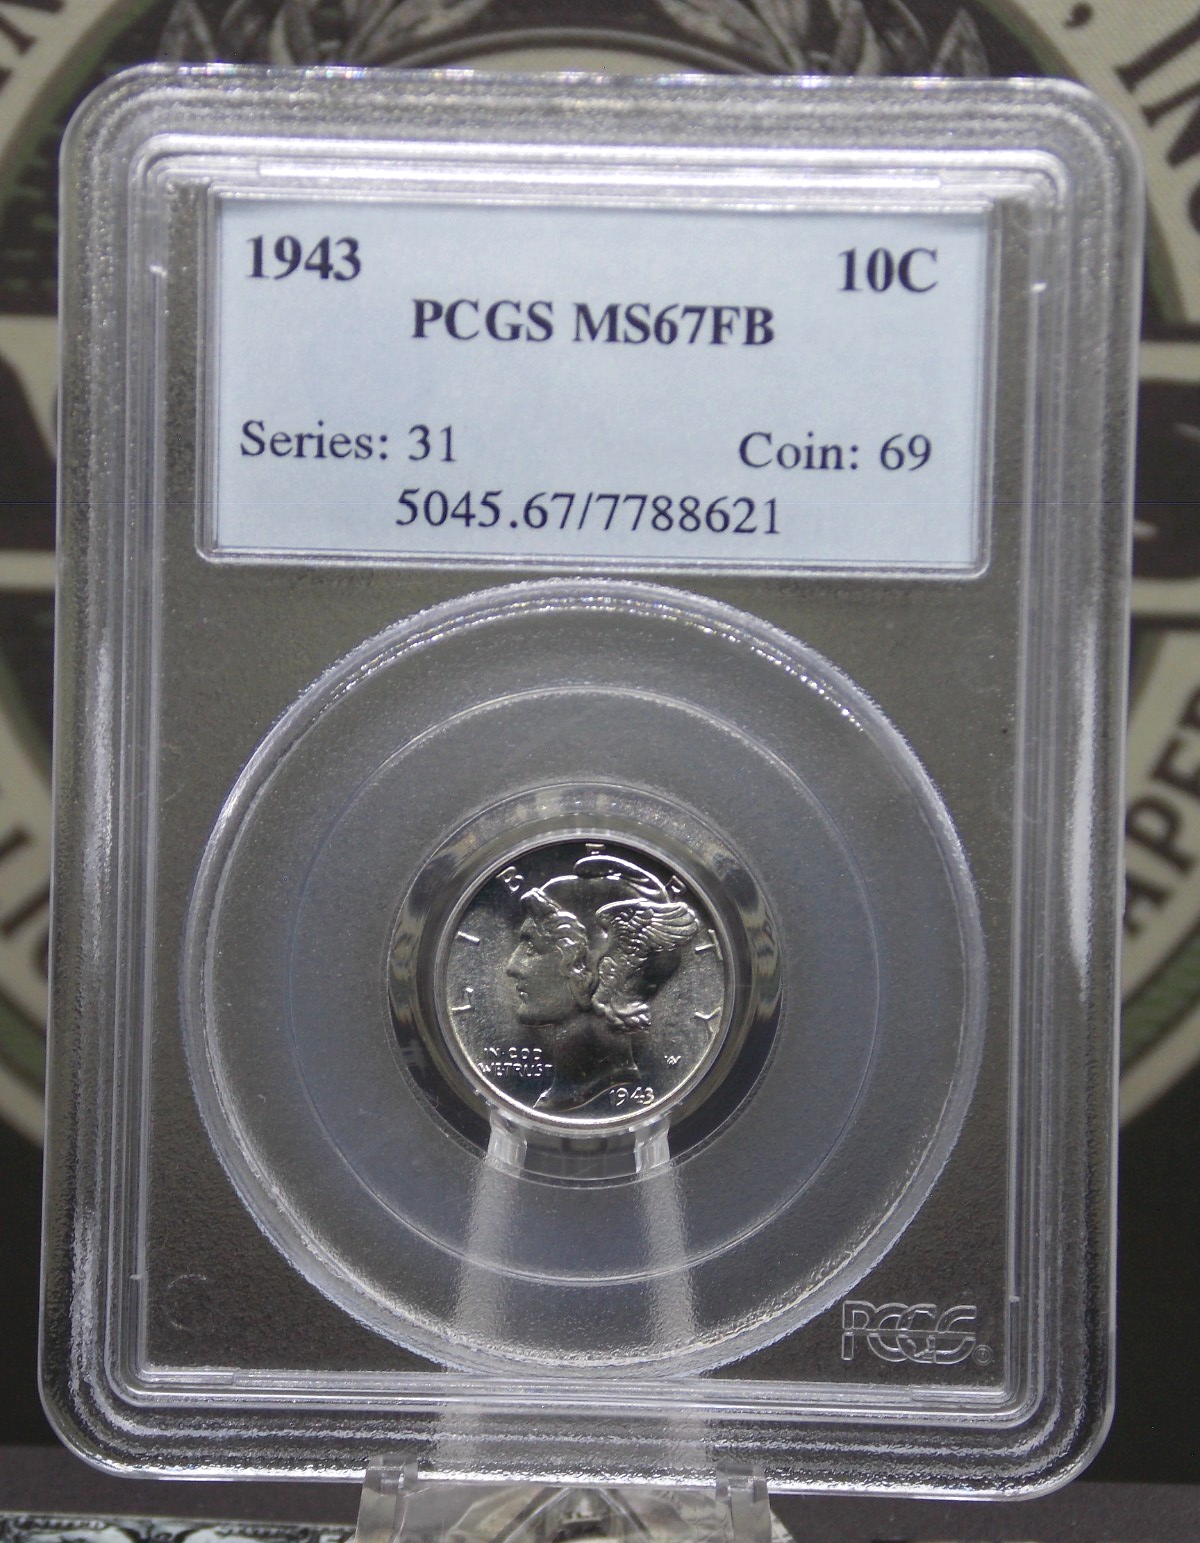 1943 10C
PCGS MS67FB
Series: 31 Coin: 69
5045.67/7788621
LIBERTY
IN GOD
WE TRUST
1943
PCGS